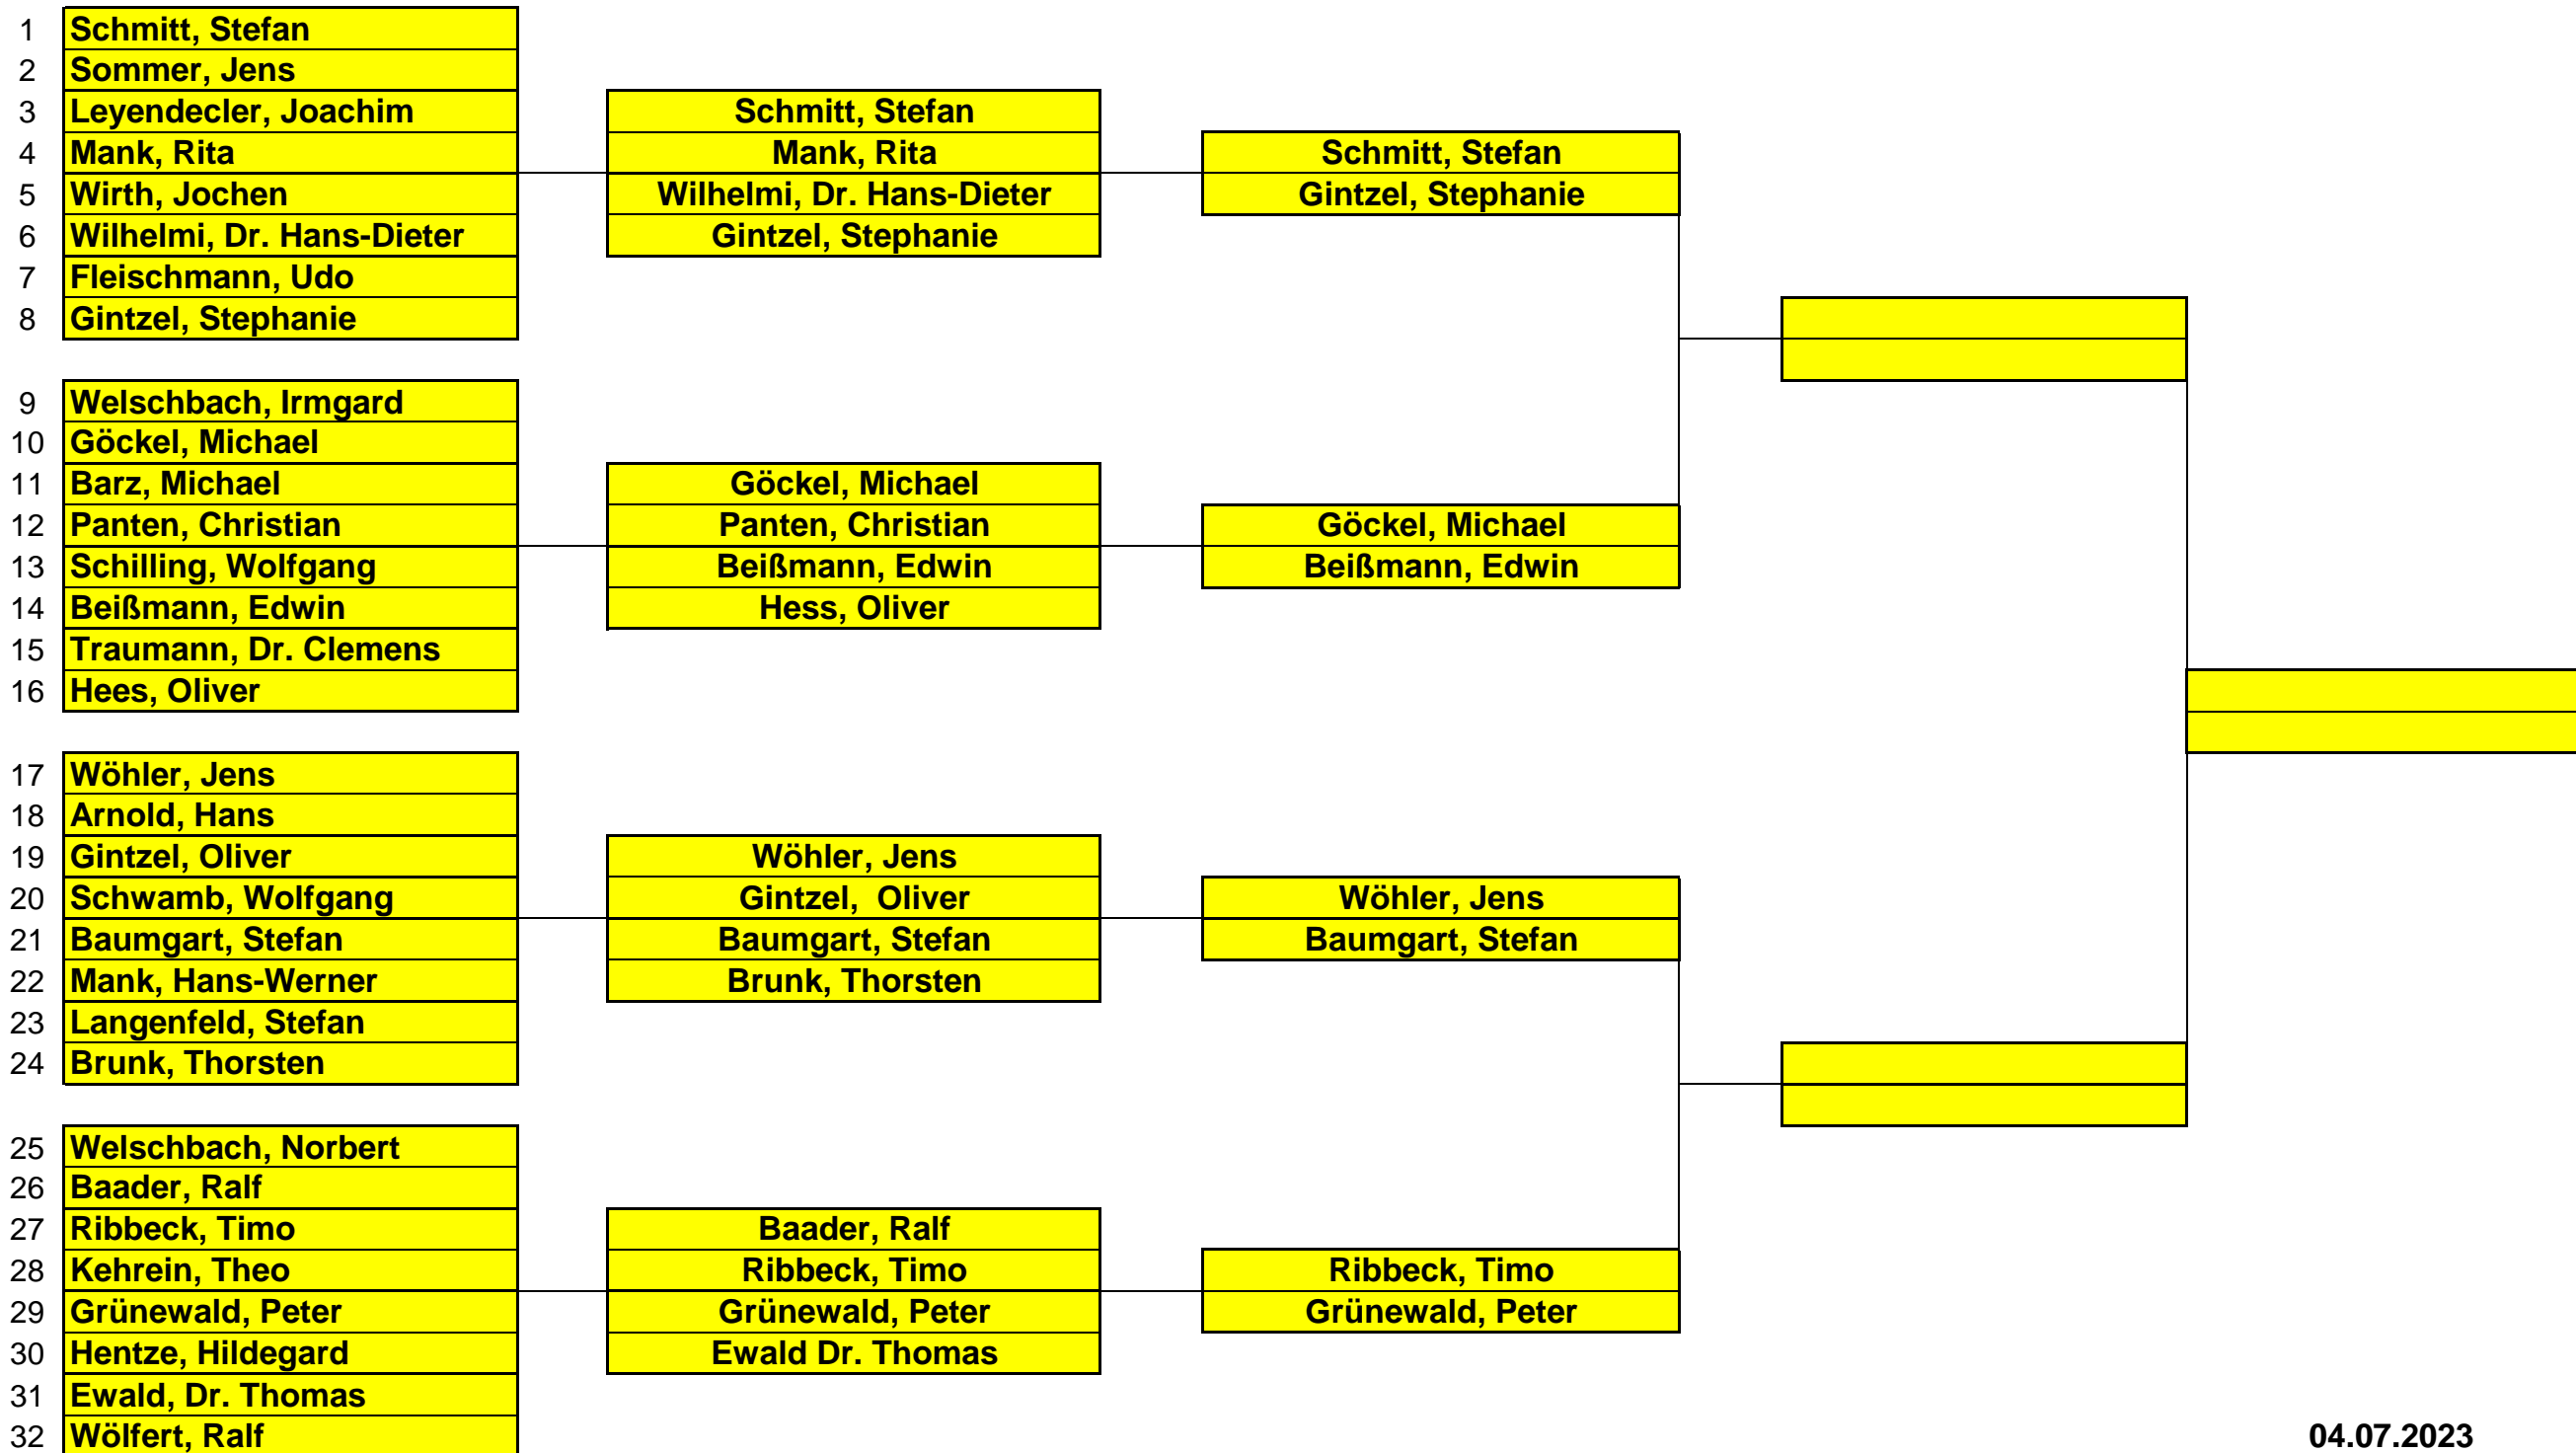 1 Schmitt, Stefan
2 Sommer, Jens
3 Leyendecler, Joachim
4 Mank, Rita
5 Wirth, Jochen
6 Wilhelmi, Dr. Hans-Dieter
7 Fleischmann, Udo
8 Gintzel, Stephanie
9 Welschbach, Irmgard
10 Göckel, Michael
11 Barz, Michael
12 Panten, Christian
13 Schilling, Wolfgang
14 Beißmann, Edwin
15 Traumann, Dr. Clemens
16 Hees, Oliver
17 Wöhler, Jens
18 Arnold, Hans
19 Gintzel, Oliver
20 Schwamb, Wolfgang
21 Baumgart, Stefan
22 Mank, Hans-Werner
23 Langenfeld, Stefan
24 Brunk, Thorsten
25 Welschbach, Norbert
26 Baader, Ralf
27 Ribbeck, Timo
28 Kehrein, Theo
29 Grünewald, Peter
30 Hentze, Hildegard
31 Ewald, Dr. Thomas
32 Wölfert, Ralf
Schmitt, Stefan
Mank, Rita
Wilhelmi, Dr. Hans-Dieter
Gintzel, Stephanie
Göckel, Michael
Panten, Christian
Beißmann, Edwin
Hess, Oliver
Wöhler, Jens
Gintzel,  Oliver
Baumgart, Stefan
Brunk, Thorsten
Baader, Ralf
Ribbeck, Timo
Grünewald, Peter
Ewald Dr. Thomas
Schmitt, Stefan
Gintzel, Stephanie
Göckel, Michael
Beißmann, Edwin
Wöhler, Jens
Baumgart, Stefan
Ribbeck, Timo
Grünewald, Peter
04.07.2023